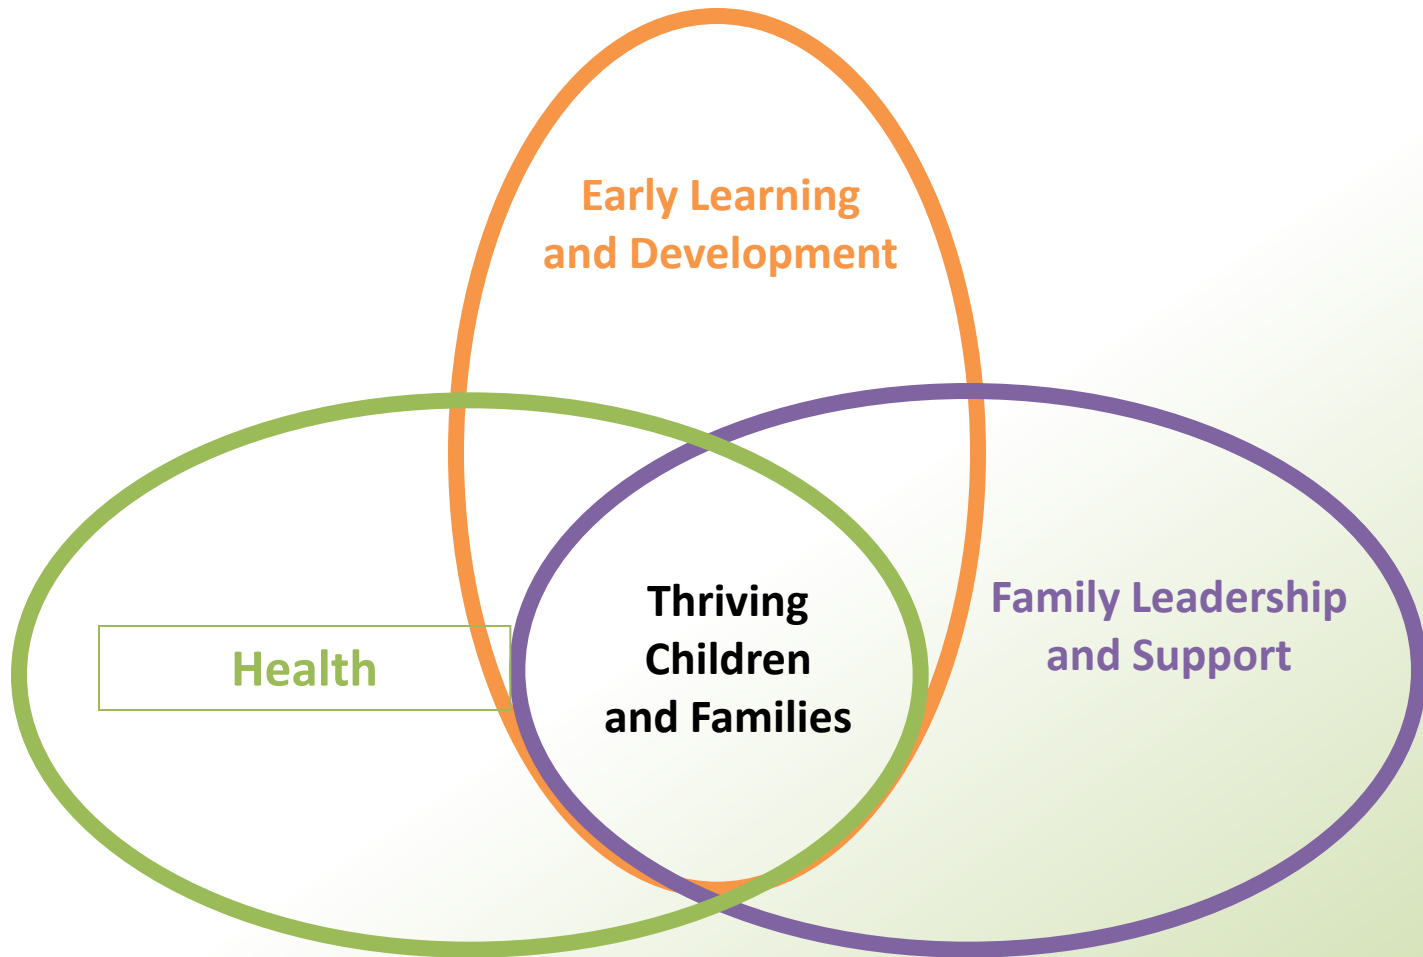 Early Learning
and Development
Health
Thriving
Children
and Families
Family Leadership
and Support